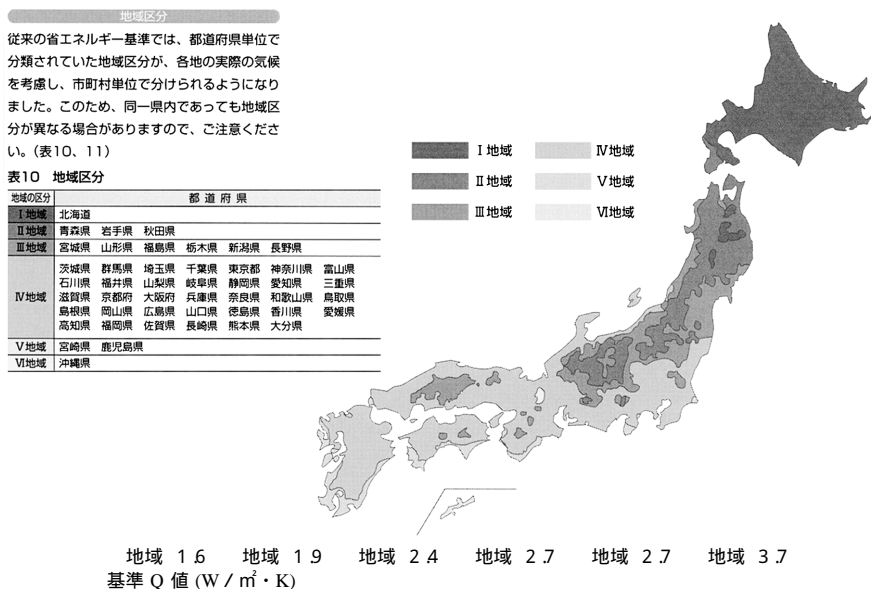 地域区分
従来の省エネルギー基準では、都道府県単位で
分類されていた地域区分が、各地の実際の気候
を考慮し、市町村単位で分けられるようになり
ました。このため、同一県内であっても地域区
分が異なる場合がありますので、ご注意くださ
い。(表10、11)
表10 地域区分
地域の区分 都道府県
Ⅰ地域 北海道
Ⅱ地域 青森県 岩手県 秋田県
Ⅲ地域 宮城県 山形県 福島県 栃木県 新潟県 長野県
Ⅳ地域 茨城県 群馬県 埼玉県 千葉県 東京都 神奈川県 富山県
石川県 福井県 山梨県 岐阜県 静岡県 愛知県 三重県
滋賀県 京都府 大阪府 兵庫県 奈良県 和歌山県 鳥取県
島根県 岡山県 広島県 山口県 徳島県 香川県 愛媛県
高知県 福岡県 佐賀県 長崎県 熊本県 大分県
Ⅴ地域 宮崎県 鹿児島県
Ⅵ地域 沖縄県
Ⅰ地域 Ⅳ地域
Ⅱ地域 Ⅴ地域
Ⅲ地域 Ⅵ地域
地域 1.6 地域 1.9 地域 2.4 地域 2.7 地域 2.7 地域 3.7
基準 Q 値 (W / ㎡・K)